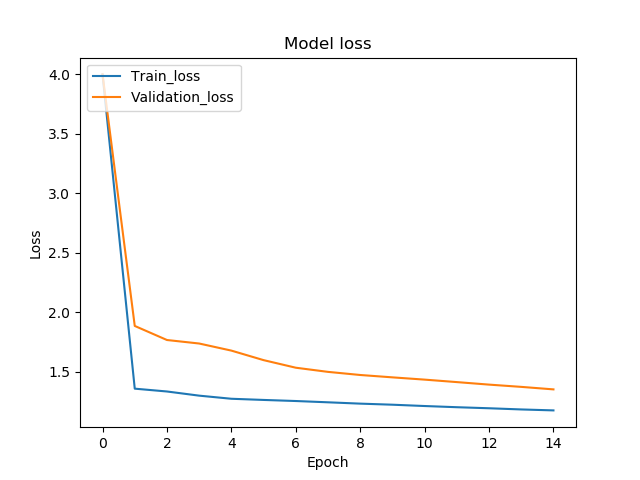 Model loss
Train_loss
Validation_loss
Loss
4.0
3.5
3.0
2.5
2.0
1.5
0 2 4 6 8 10 12 14
Epoch